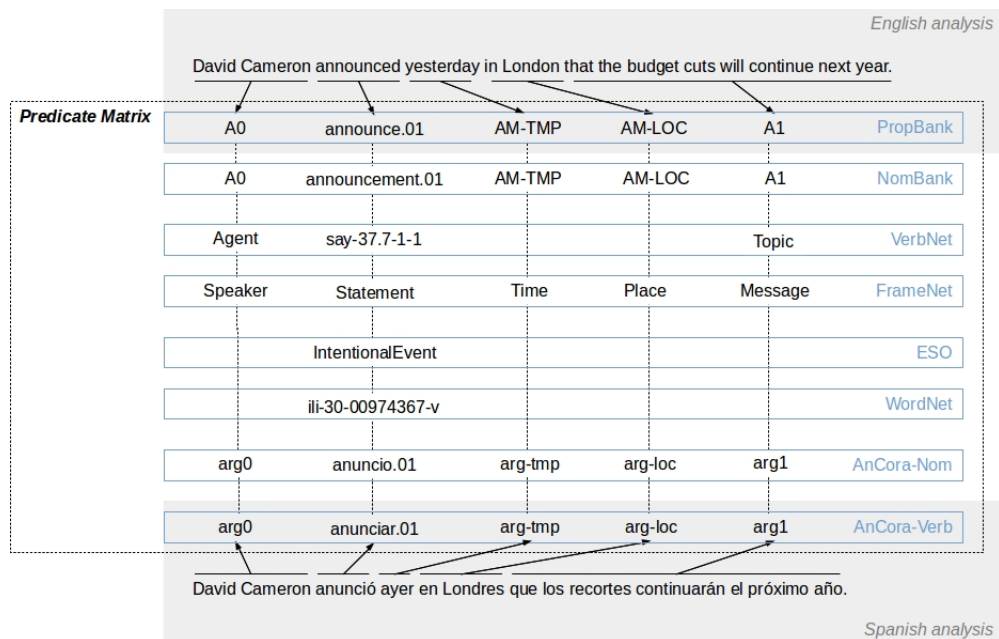 English analysis
David Cameron announced yesterday in London that the budget cuts will continue next year.
Predicate Matrix
A0 announce.01 AM-TMP AM-LOC A1 PropBank
A0 announcement.01 AM-TMP AM-LOC A1 NomBank
Agent say-37.7-1-1 Topic VerbNet
Speaker Statement Time Place Message FrameNet
IntentionalEvent ESO
ili-30-00974367-v WordNet
arg0 anuncio.01 arg-tmp arg-loc arg1 AnCora-Nom
arg0 anunciar.01 arg-tmp arg-loc arg1 AnCora-Verb
David Cameron anunció ayer en Londres que los recortes continuarán el próximo año.
Spanish analysis